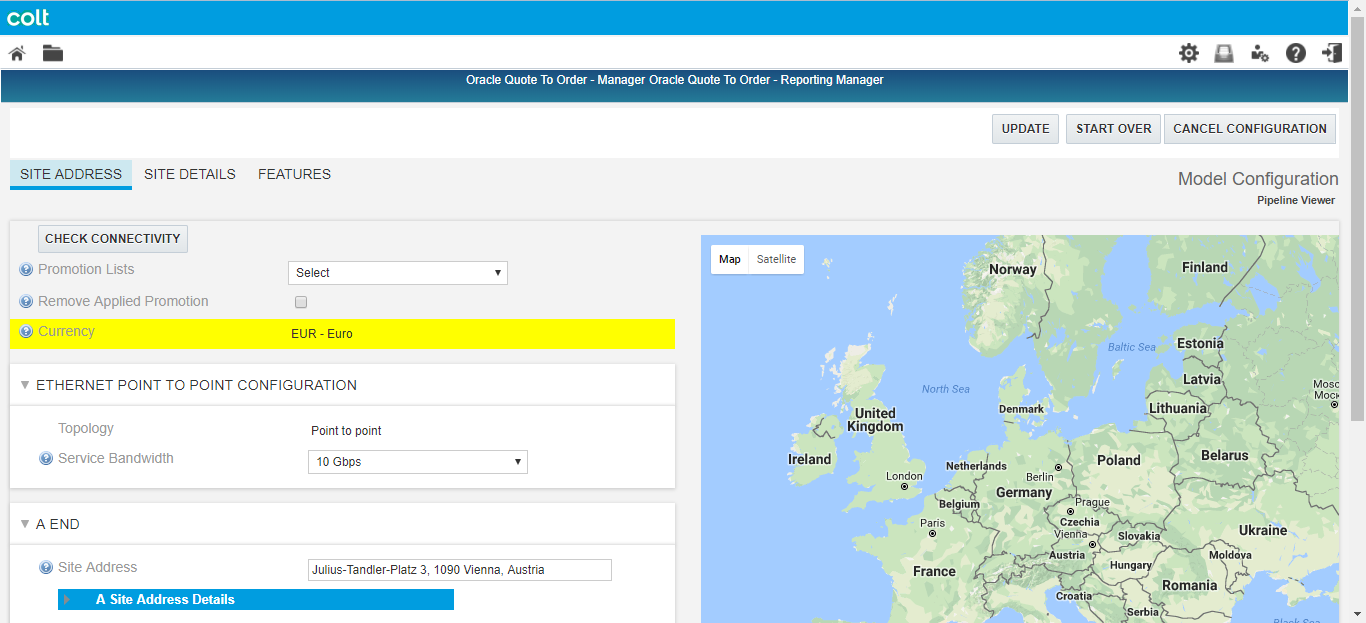 colt
Oracle Quote To Order - Manager Oracle Quote To Order - Reporting Manager
UPDATE START OVER CANCEL CONFIGURATION
SITE ADDRESS SITE DETAILS FEATURES
Model Configuration
Pipeline Viewer
CHECK CONNECTIVITY
Promotion Lists Select
Remove Applied Promotion
Currency EUR - Euro
ETHERNET POINT TO POINT CONFIGURATION
Topology Point to point
Service Bandwidth 10 Gbps
A END
Site Address Julius-Tandler-Platz 3, 1090 Vienna, Austria
A Site Address Details
Map Satellite
Norway
Finland
Baltic Sea
Estonia
North Sea
Latvia
Mosc
Моск
Denmark
Lithuania
United
Kingdom
Ireland
Belarus
Netherlands
Poland
London
Berlin
Germany
Belgium
Prague
Paris
Czechia
Ukraine
Vienna
Slovakia
Austria
Moldova
Hungary
France
Romania
Croatia
Serbia
Black Sea